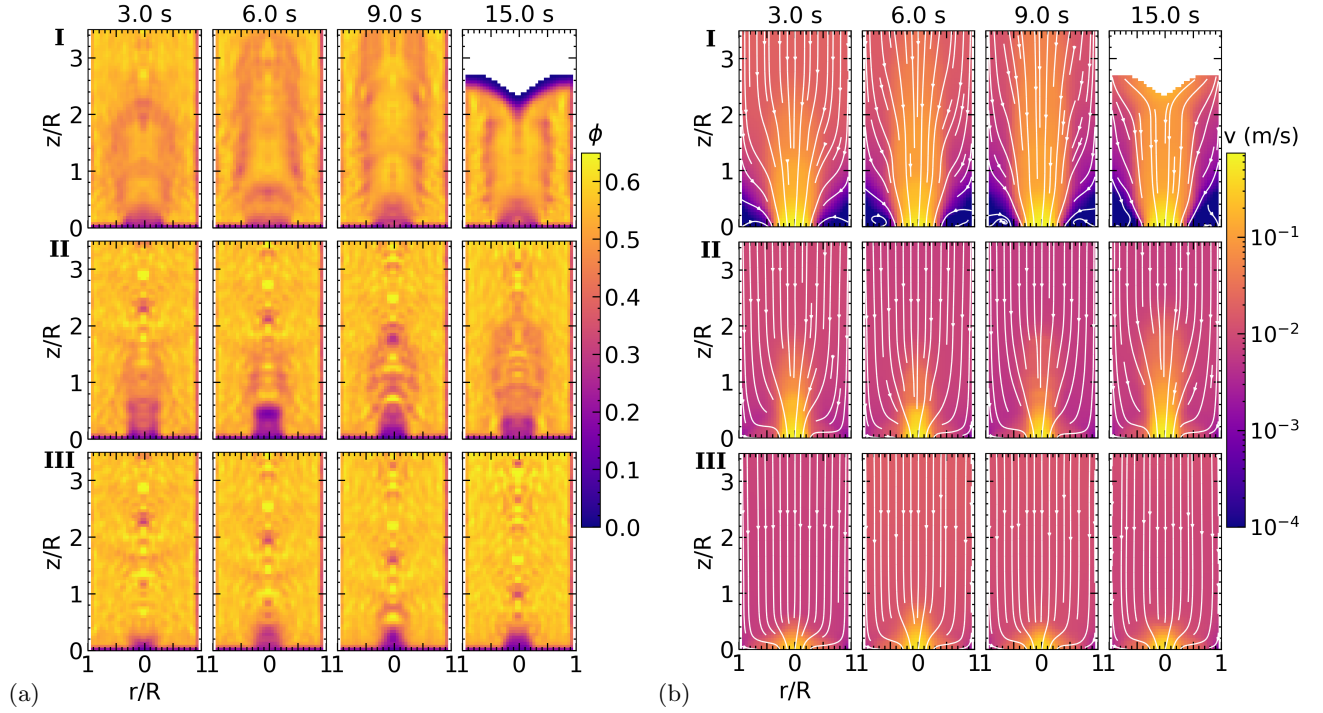 3.0 s 6.0 s 9.0 s 15.0 s
I
3
2
1
0
z/R
II
3
2
1
0
z/R
III
3
2
1
0
z/R
1 0 11 0 11 0 11 0 1
r/R
(a)
ϕ
0.6
0.5
0.4
0.3
0.2
0.1
0.0
3.0 s 6.0 s 9.0 s 15.0 s
I
3
2
1
0
z/R
II
3
2
1
0
z/R
III
3
2
1
0
z/R
1 0 11 0 11 0 11 0 1
r/R
(b)
v (m/s)
10⁻¹
10⁻²
10⁻³
10⁻⁴